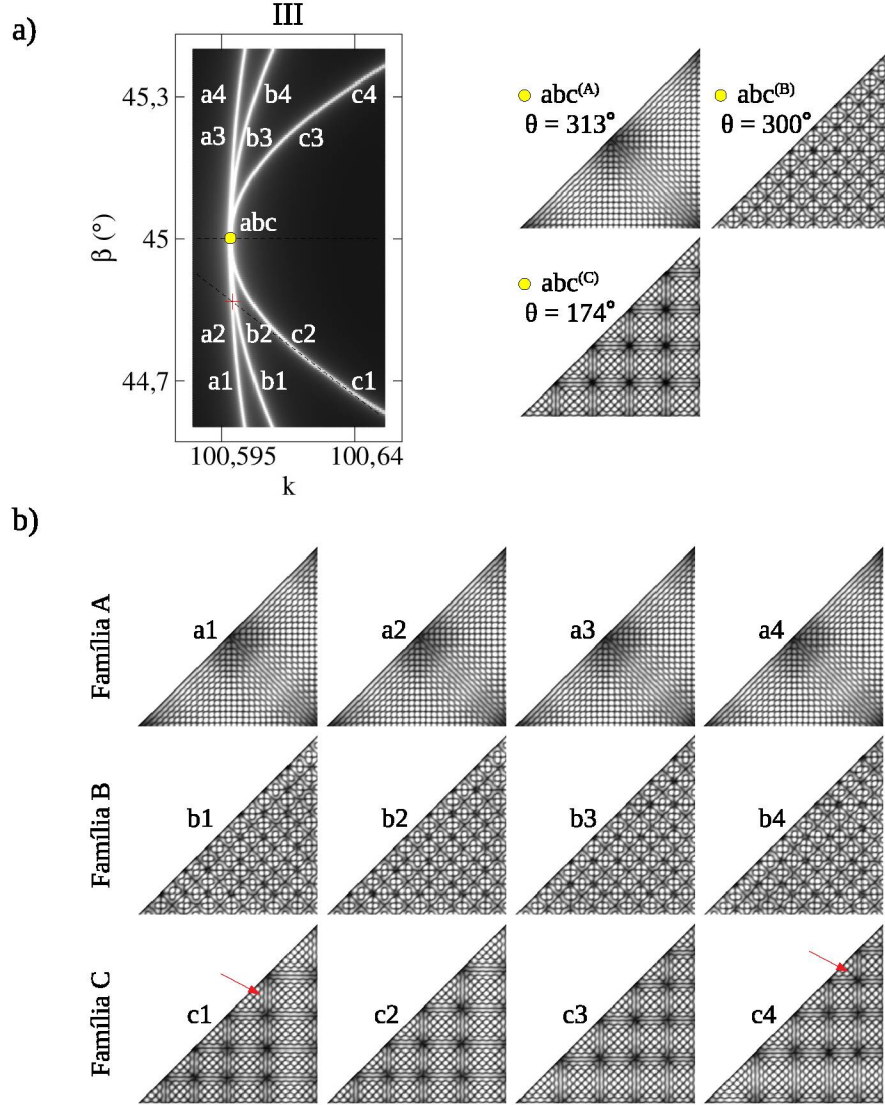 a)
III
45,3
45
44,7
β (°)
a4 b4 c4
a3 b3 c3
abc
a2 b2 c2
a1 b1 c1
100,595 100,64
k
abc(A)
θ = 313°
abc(B)
θ = 300°
abc(C)
θ = 174°
b)
Família A
a1 a2 a3 a4
Família B
b1 b2 b3 b4
Família C
c1 c2 c3 c4